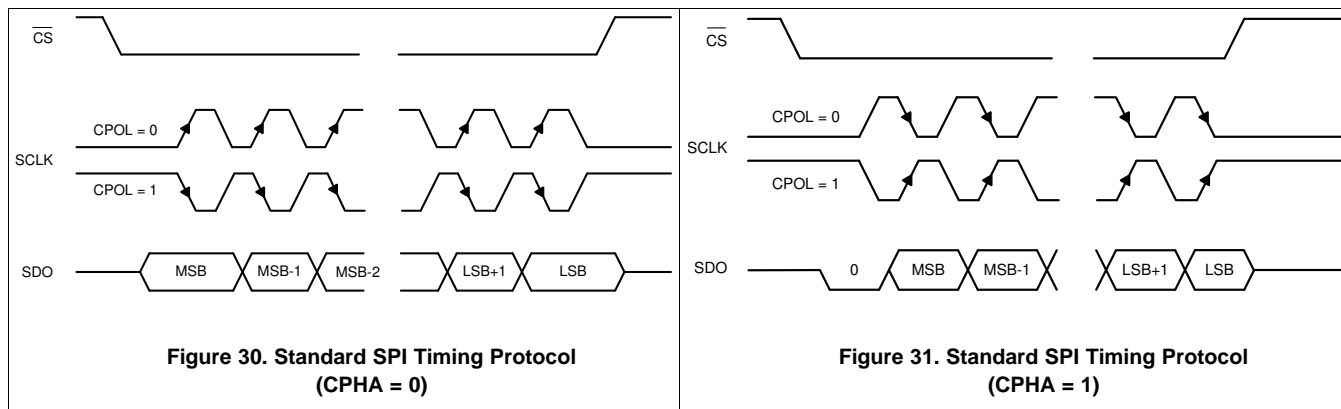 CS
CPOL = 0
SCLK
CPOL = 1
SDO
MSB
MSB-1
MSB-2
LSB+1
LSB
Figure 30. Standard SPI Timing Protocol
(CPHA = 0)
CS
CPOL = 0
SCLK
CPOL = 1
SDO
0
MSB
MSB-1
LSB+1
LSB
Figure 31. Standard SPI Timing Protocol
(CPHA = 1)